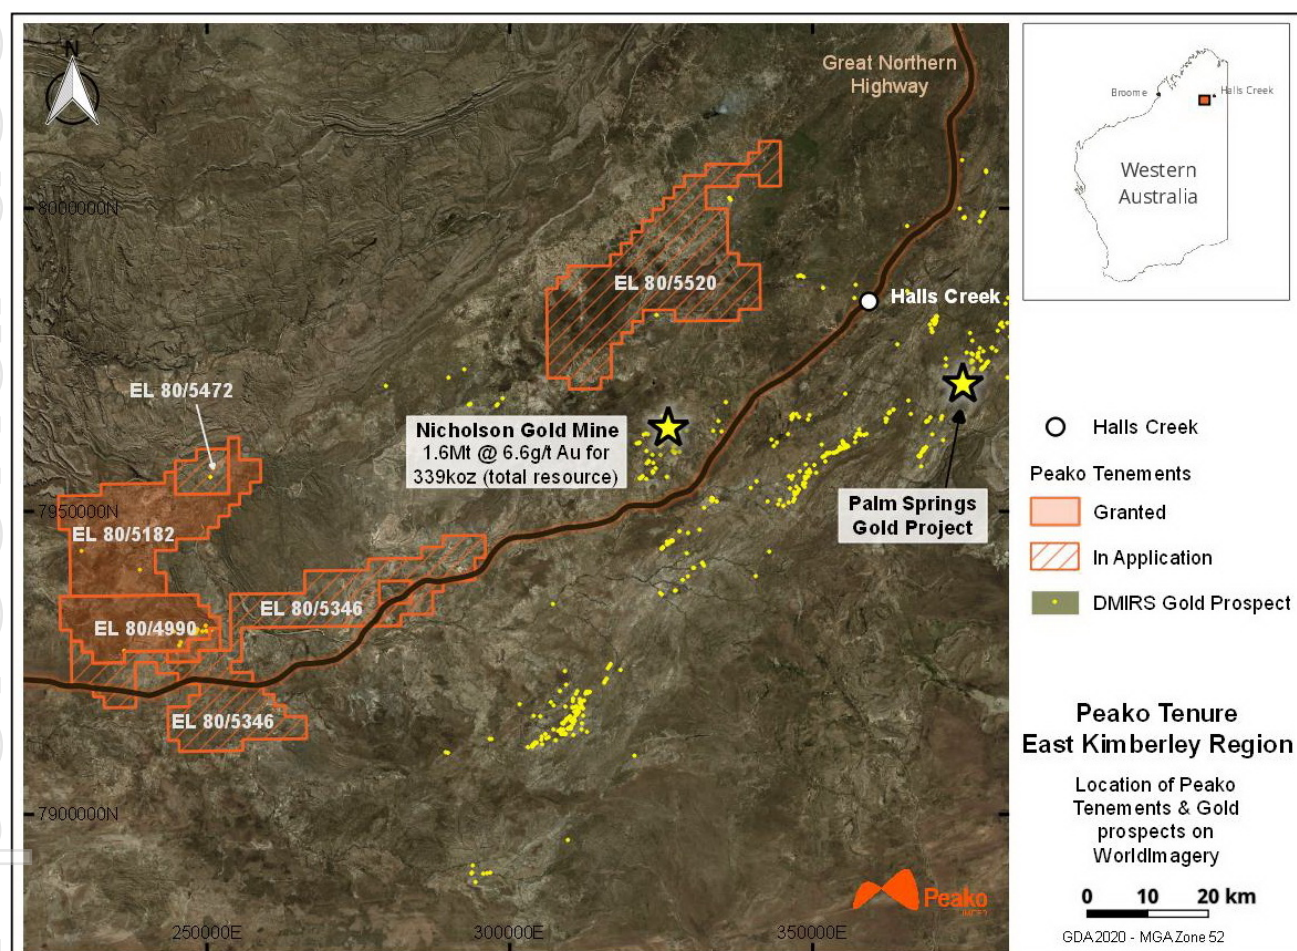 N
Great Northern
Highway
8000000N
EL 80/5520
Halls Creek
EL 80/5472
Nicholson Gold Mine
1.6Mt @ 6.6g/t Au for
339koz (total resource)
Palm Springs
Gold Project
7950000N
EL 80/5182
EL 80/5346
EL 80/4990
EL 80/5346
7900000N
Peako
250000E
300000E
350000E
Broome
Halls Creek
Western
Australia
Halls Creek
Peako Tenements
Granted
In Application
DMIRS Gold Prospect
Peako Tenure
East Kimberley Region
Location of Peako
Tenements & Gold
prospects on
WorldImagery
0 10 20 km
GDA2020 - MGAZone 52